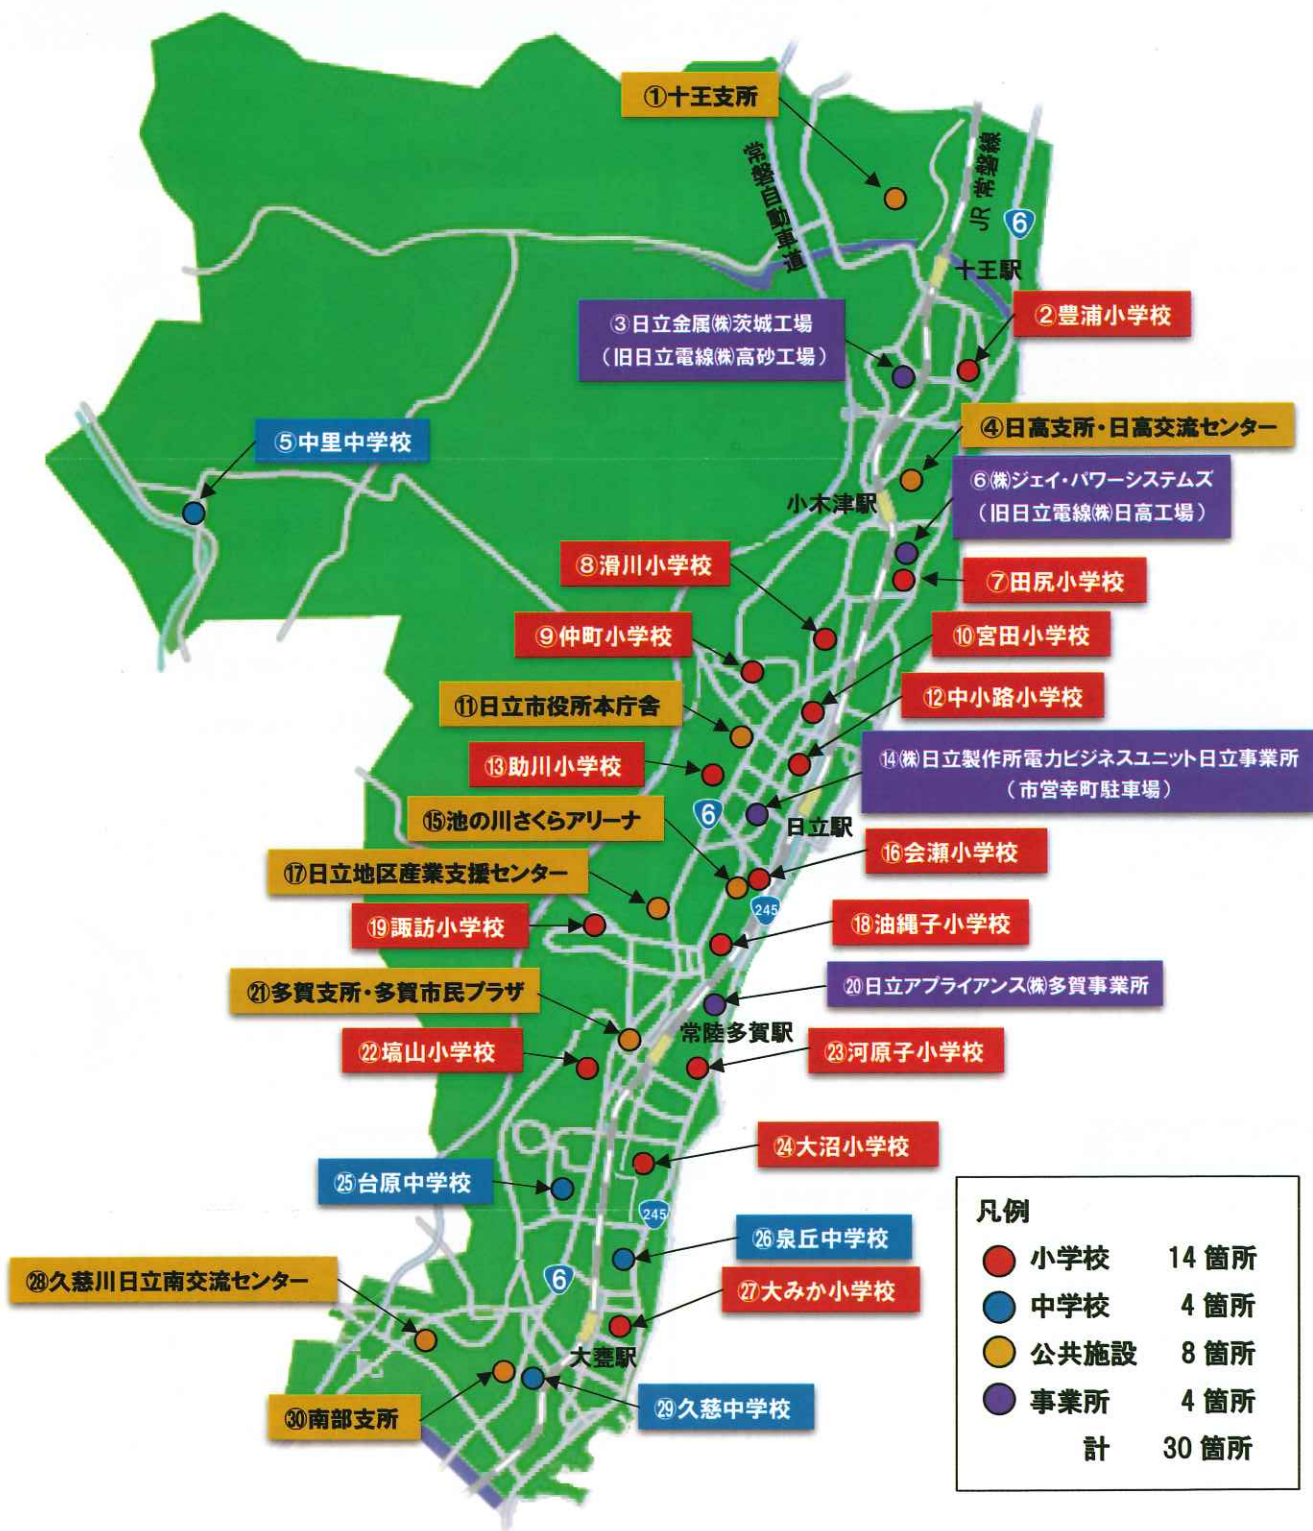 ①十王支所
常磐自動車道
JR 常磐線
6
十王駅
②豊浦小学校
③日立金属㈱茨城工場
（旧日立電線㈱高砂工場）
④日高支所・日高交流センター
⑤中里中学校
⑥㈱ジェイ・パワーシステムズ
（旧日立電線㈱日高工場）
小木津駅
⑦田尻小学校
⑧滑川小学校
⑨仲町小学校
⑩宮田小学校
⑪日立市役所本庁舎
⑫中小路小学校
⑬助川小学校
⑭㈱日立製作所電力ビジネスユニット日立事業所
（市営幸町駐車場）
6
日立駅
⑮池の川さくらアリーナ
⑯会瀬小学校
⑰日立地区産業支援センター
245
⑱油縄子小学校
⑲諏訪小学校
⑳日立アプライアンス㈱多賀事業所
㉑多賀支所・多賀市民プラザ
常陸多賀駅
㉒塙山小学校
㉓河原子小学校
㉔大沼小学校
㉕台原中学校
245
㉖泉丘中学校
6
㉗大みか小学校
㉘久慈川日立南交流センター
大甕駅
㉙久慈中学校
㉚南部支所
凡例
小学校 14 箇所
中学校 4 箇所
公共施設 8 箇所
事業所 4 箇所
計 30 箇所